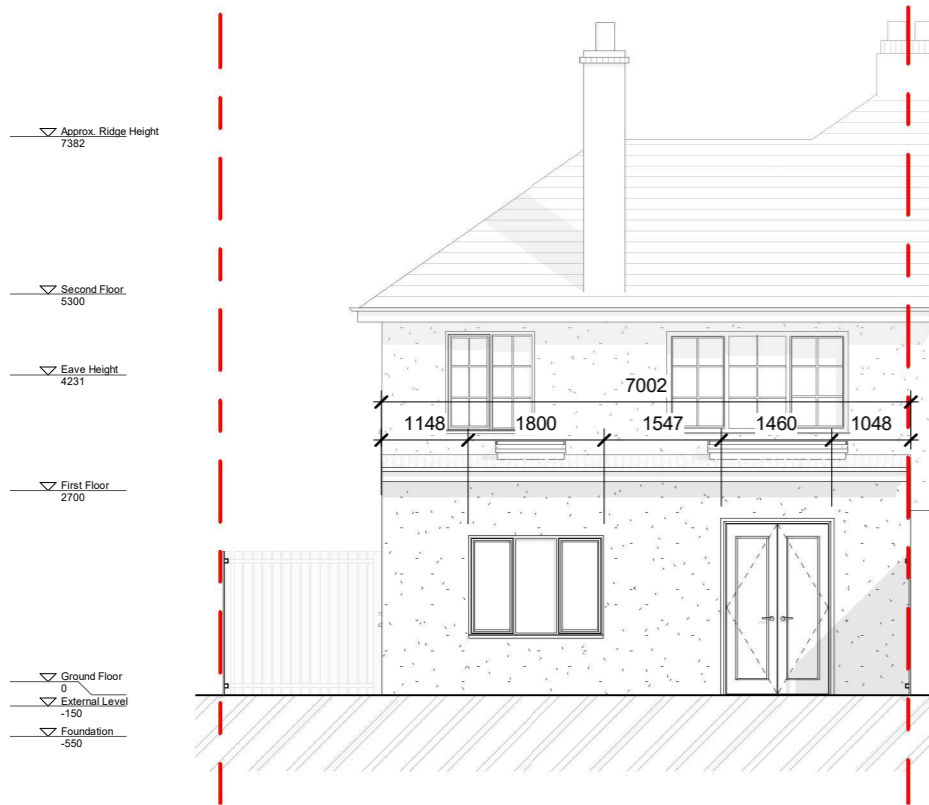 Approx. Ridge Height
7382
Second Floor
5300
Eave Height
4231
7002
1148 1800 1547 1460 1048
First Floor
2700
Ground Floor
0
External Level
-150
Foundation
-550